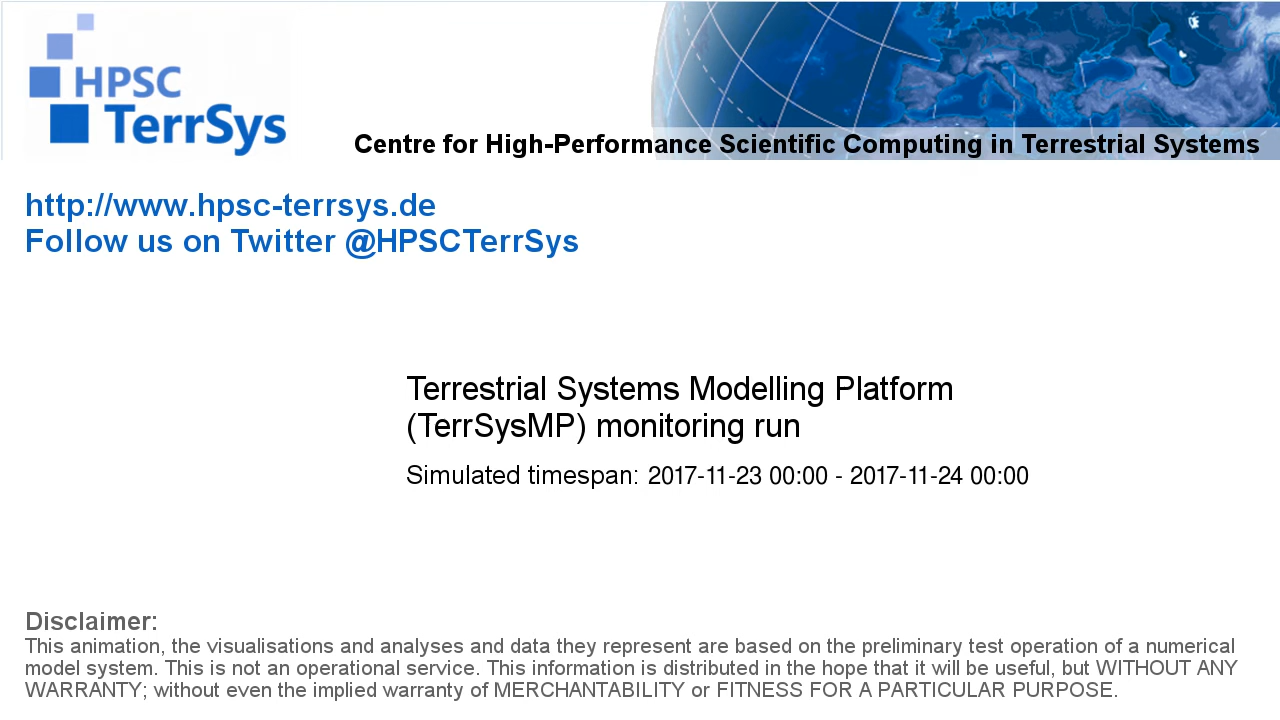 HPSC
TerrSys
Centre for High-Performance Scientific Computing in Terrestrial Systems
http://www.hpsc-terrsys.de
Follow us on Twitter @HPSCTerrSys
Terrestrial Systems Modelling Platform
(TerrSysMP) monitoring run
Simulated timespan: 2017-11-23 00:00 - 2017-11-24 00:00
Disclaimer:
This animation, the visualisations and analyses and data they represent are based on the preliminary test operation of a numerical
model system. This is not an operational service. This information is distributed in the hope that it will be useful, but WITHOUT ANY
WARRANTY; without even the implied warranty of MERCHANTABILITY or FITNESS FOR A PARTICULAR PURPOSE.